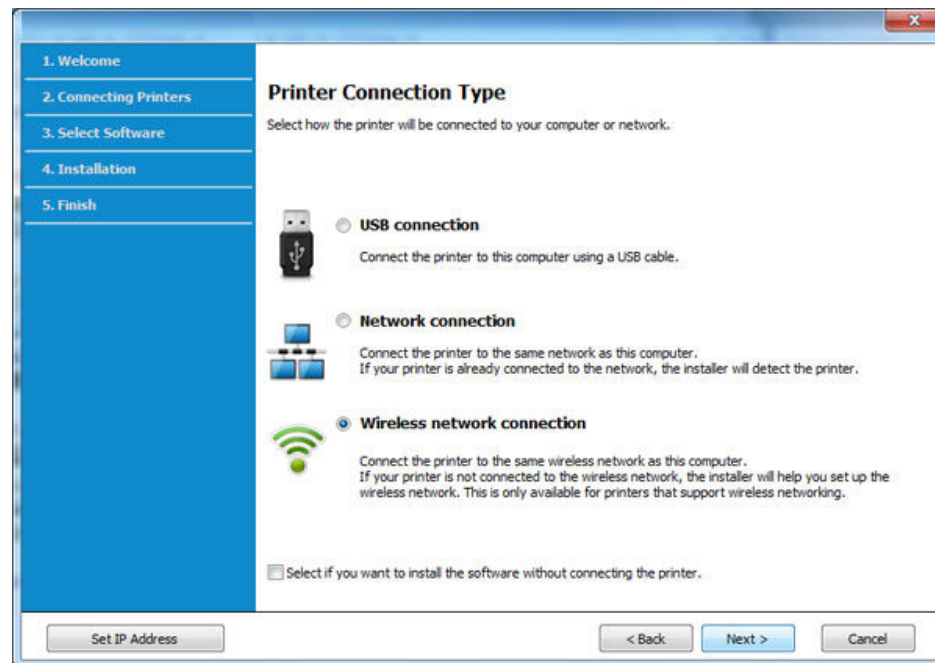 1. Welcome
2. Connecting Printers
3. Select Software
4. Installation
5. Finish
Printer Connection Type
Select how the printer will be connected to your computer or network.
USB connection
Connect the printer to this computer using a USB cable.
Network connection
Connect the printer to the same network as this computer.
If your printer is already connected to the network, the installer will detect the printer.
Wireless network connection
Connect the printer to the same wireless network as this computer.
If your printer is not connected to the wireless network, the installer will help you set up the
wireless network. This is only available for printers that support wireless networking.
Select if you want to install the software without connecting the printer.
Set IP Address
< Back
Next >
Cancel